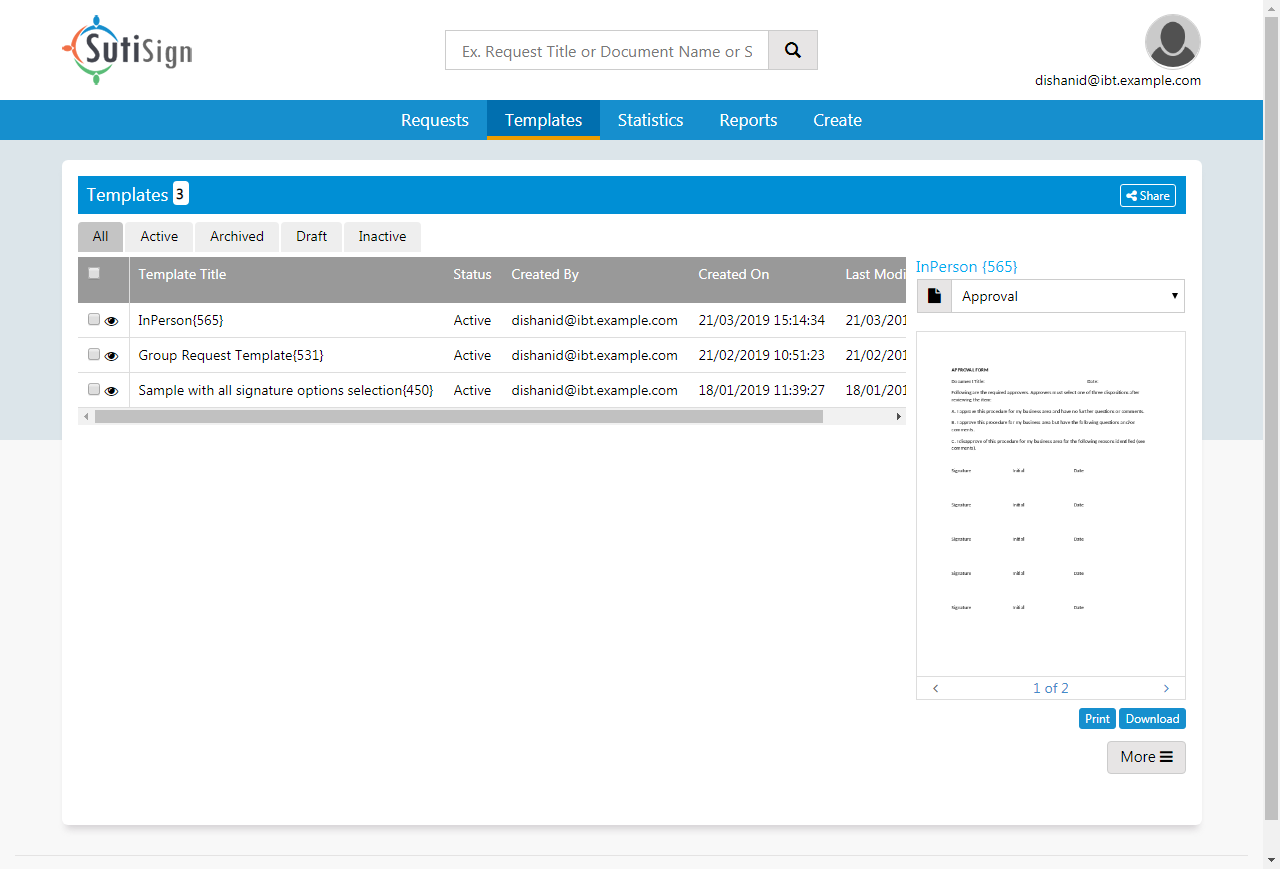 SutiSign
Ex. Request Title or Document Name or S
dishanid@ibt.example.com
Requests Templates Statistics Reports Create
Templates 3
Share
All Active Archived Draft Inactive
Template Title Status Created By Created On Last Modi
InPerson{565} Active dishanid@ibt.example.com 21/03/2019 15:14:34 21/03/201
Group Request Template{531} Active dishanid@ibt.example.com 21/02/2019 10:51:23 21/02/201
Sample with all signature options selection{450} Active dishanid@ibt.example.com 18/01/2019 11:39:27 18/01/201
InPerson {565}
Approval
APPROVAL FORM
Document Title: Date:
Following are the required approvers. Approvers must select one of three dispositions after
reviewing the item:
A. I approve this procedure for my business area and have no further questions or comments.
B. I approve this procedure for my business area but have the following questions and/or
comments.
C. I disapprove of this procedure for my business area for the following reasons identified (see
comments).
Signature Initial Date
Signature Initial Date
Signature Initial Date
Signature Initial Date
Signature Initial Date
1 of 2
Print Download
More